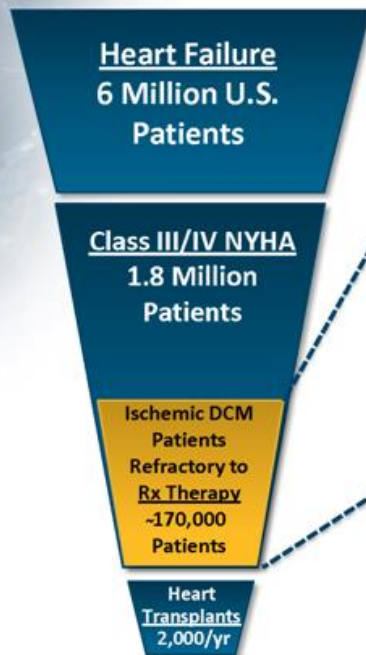 Heart Failure
6 Million U.S.
Patients
Class III/IV NYHA
1.8 Million
Patients
Ischemic DCM
Patients
Refractory to
Rx Therapy
~170,000
Patients
Heart
Transplants
2,000/yr